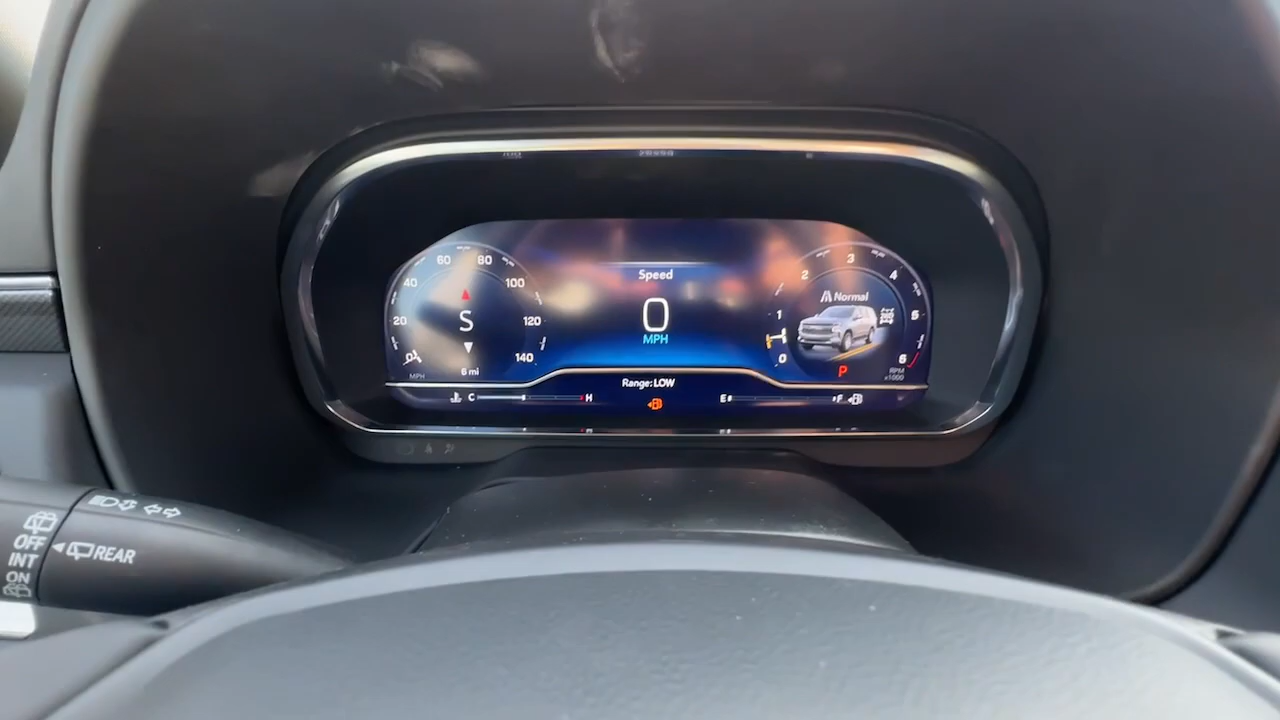 Speed
0
MPH
20
40
60
80
100
120
140
S
MPH
6 mi
0
1
2
3
4
5
6
Normal
P
RPM
x1000
Range: LOW
C
H
E
F
OFF
INT
ON
REAR